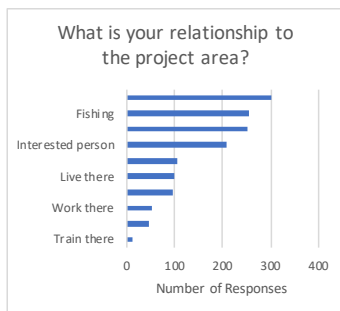 What is your relationship to
the project area?
Fishing
Interested person
Live there
Work there
Train there
0 100 200 300 400
Number of Responses